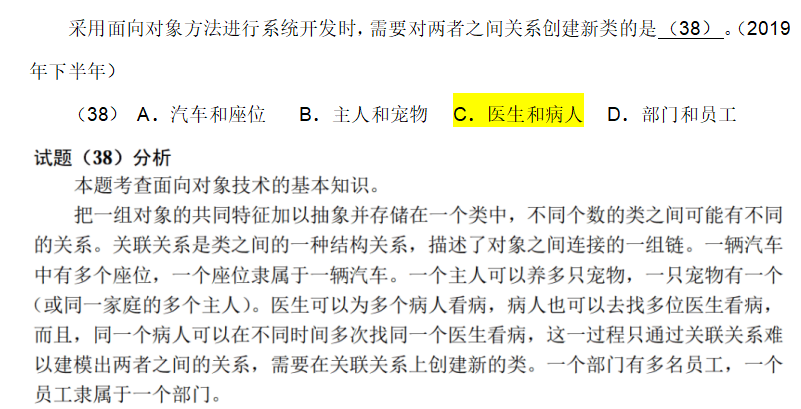 采用面向对象方法进行系统开发时，需要对两者之间关系创建新类的是（38）。（2019
年下半年）
（38） A．汽车和座位 B．主人和宠物 C．医生和病人 D．部门和员工
试题（38）分析
本题考查面向对象技术的基本知识。
把一组对象的共同特征加以抽象并存储在一个类中，不同个数的类之间可能有不同
的关系。关联关系是类之间的一种结构关系，描述了对象之间连接的一组链。一辆汽车
中有多个座位，一个座位隶属于一辆汽车。一个主人可以养多只宠物，一只宠物有一个
（或同一家庭的多个主人）。医生可以为多个病人看病，病人也可以去找多位医生看病，
而且，同一个病人可以在不同时间多次找同一个医生看病，这一过程只通过关联关系难
以建模出两者之间的关系，需要在关联关系上创建新的类。一个部门有多名员工，一个
员工隶属于一个部门。